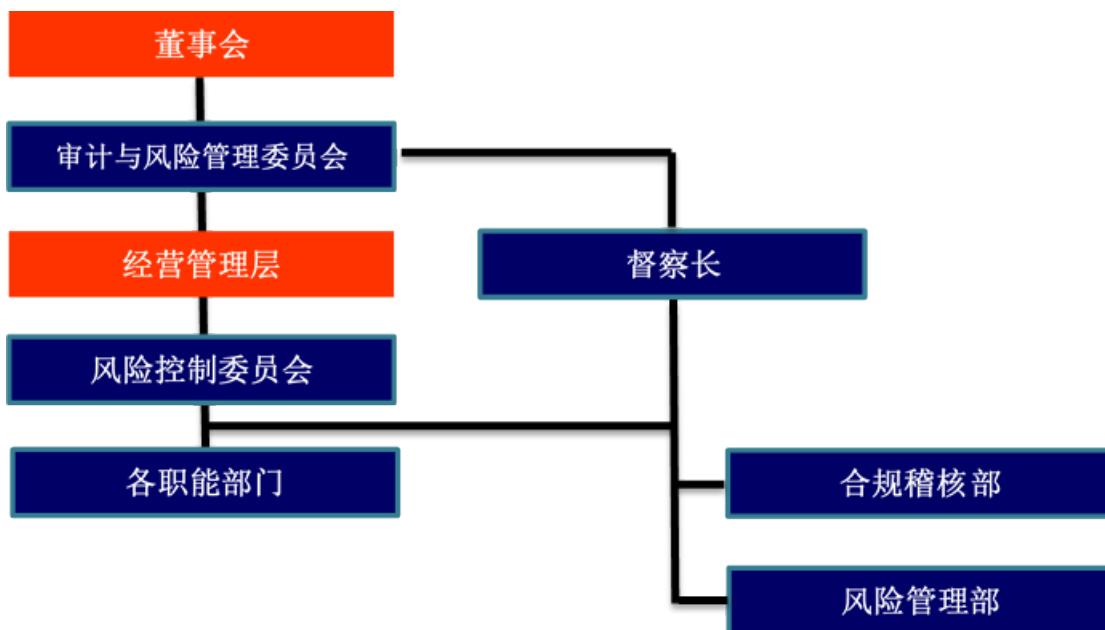 董事会
审计与风险管理委员会
经营管理层
督察长
风险控制委员会
各职能部门
合规稽核部
风险管理部